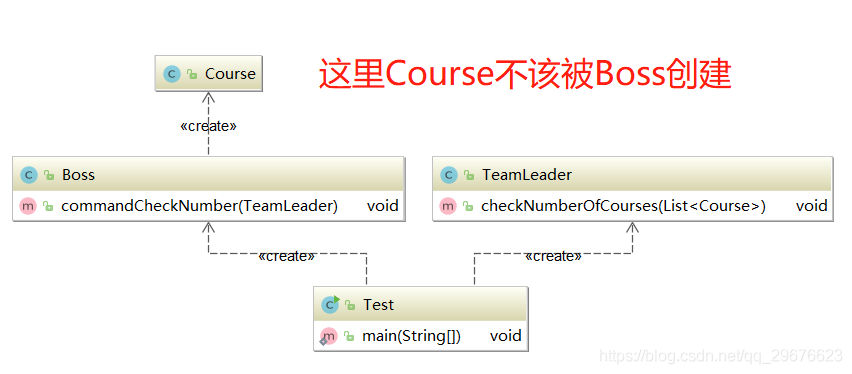 这里Course不该被Boss创建
Course
«create»
Boss
commandCheckNumber(TeamLeader) void
TeamLeader
checkNumberOfCourses(List<Course>) void
«create»
«create»
Test
main(String[]) void
https://blog.csdn.net/qq_29676623